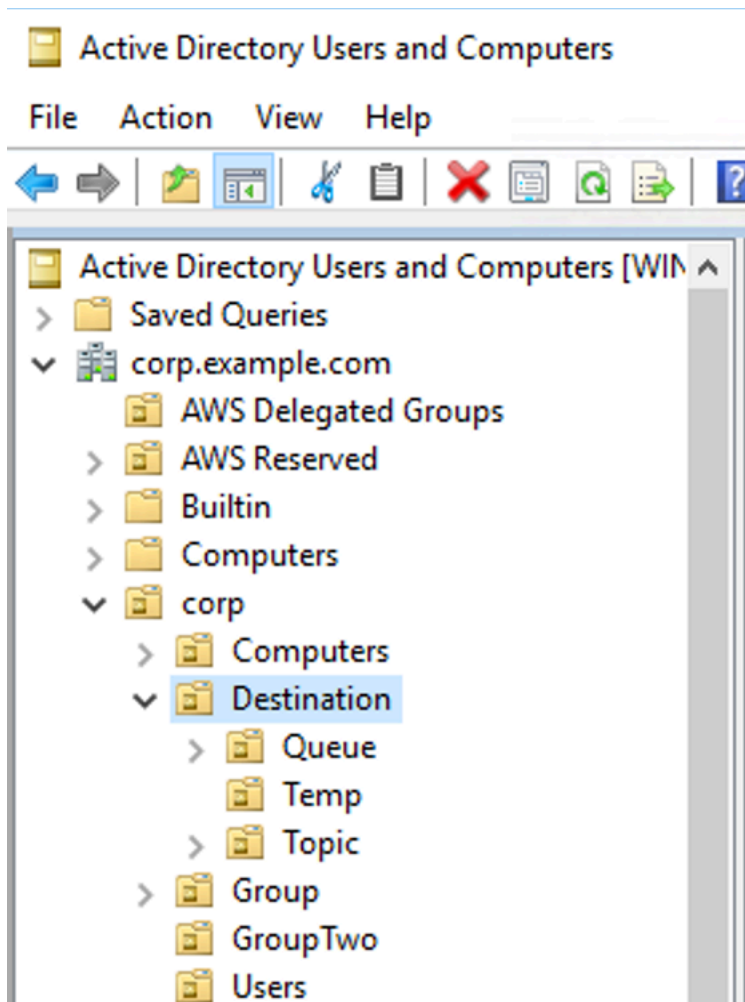 Active Directory Users and Computers
File Action View Help
?
Active Directory Users and Computers [WIN
Saved Queries
corp.example.com
AWS Delegated Groups
AWS Reserved
Builtin
Computers
corp
Computers
Destination
Queue
Temp
Topic
Group
GroupTwo
Users